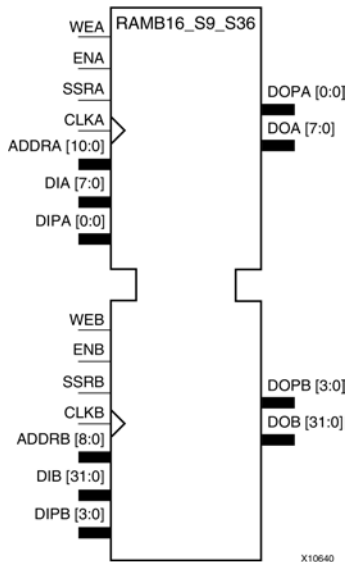 RAMB16_S9_S36
WEA
ENA
SSRA
CLKA
ADDRA [10:0]
DIA [7:0]
DIPA [0:0]
DOPA [0:0]
DOA [7:0]
WEB
ENB
SSRB
CLKB
ADDRB [8:0]
DIB [31:0]
DIPB [3:0]
DOPB [3:0]
DOB [31:0]
X10640